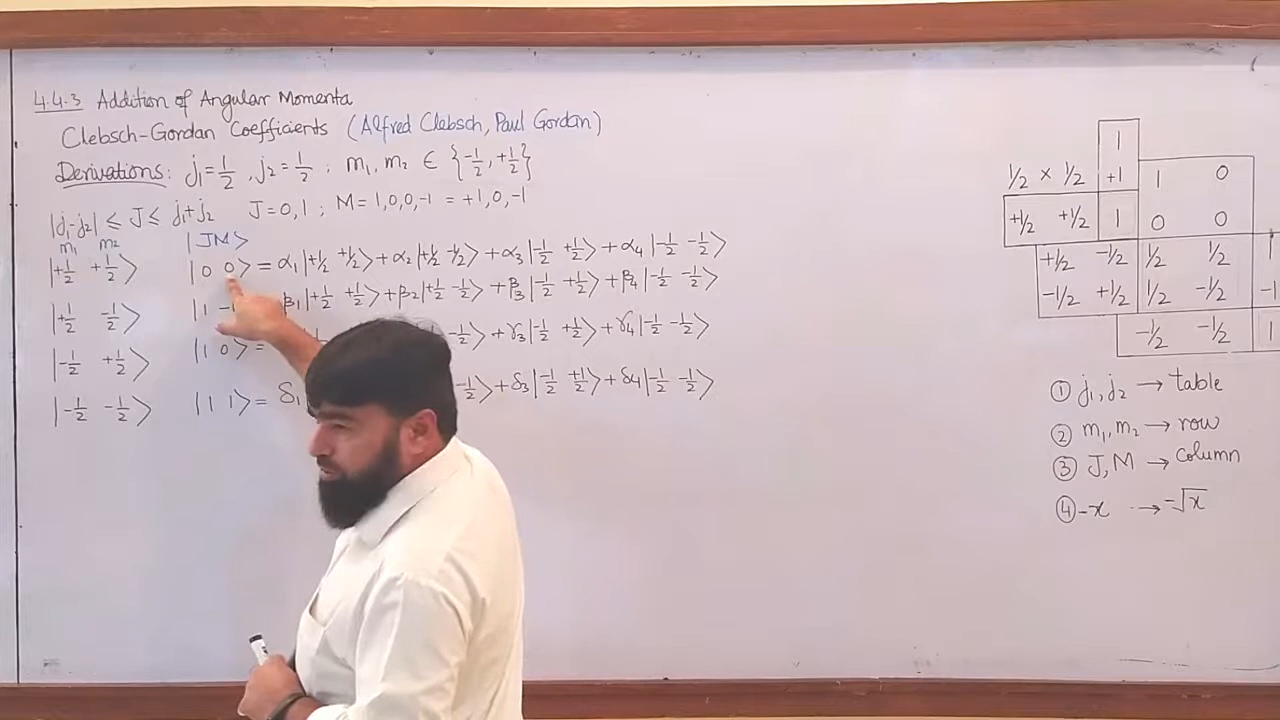 4.4.3 Addition of Angular Momenta
Clebsch-Gordan Coefficients (Alfred Clebsch, Paul Gordan)
Derivations: j₁=1/2, j₂=1/2 ; m₁, m₂ ∈ {-1/2, +1/2}
|j₁-j₂| ≤ J ≤ j₁+j₂ J=0,1 ; M=1,0,0,-1 = +1,0,-1
m₁ m₂ |JM>
|+1/2 +1/2> |0 0> = α₁|+1/2 +1/2> + α₂|+1/2 -1/2> + α₃|-1/2 +1/2> + α₄|-1/2 -1/2>
|+1/2 -1/2> |1 - β₁|+1/2 +1/2> + β₂|+1/2 -1/2> + β₃|-1/2 +1/2> + β₄|-1/2 -1/2>
|-1/2 +1/2> |1 0> = -1/2> + γ₃|-1/2 +1/2> + γ₄|-1/2 -1/2>
|-1/2 -1/2> |1 1> = δ₁ -1/2> + δ₃|-1/2 +1/2> + δ₄|-1/2 -1/2>
1
1/2 × 1/2 +1 1 0
+1/2 +1/2 1 0 0
+1/2 -1/2 1/2 1/2 1
-1/2 +1/2 1/2 -1/2 -1
-1/2 -1/2 1
① j₁, j₂ → table
② m₁, m₂ → row
③ J, M → column
④ -x → -√x